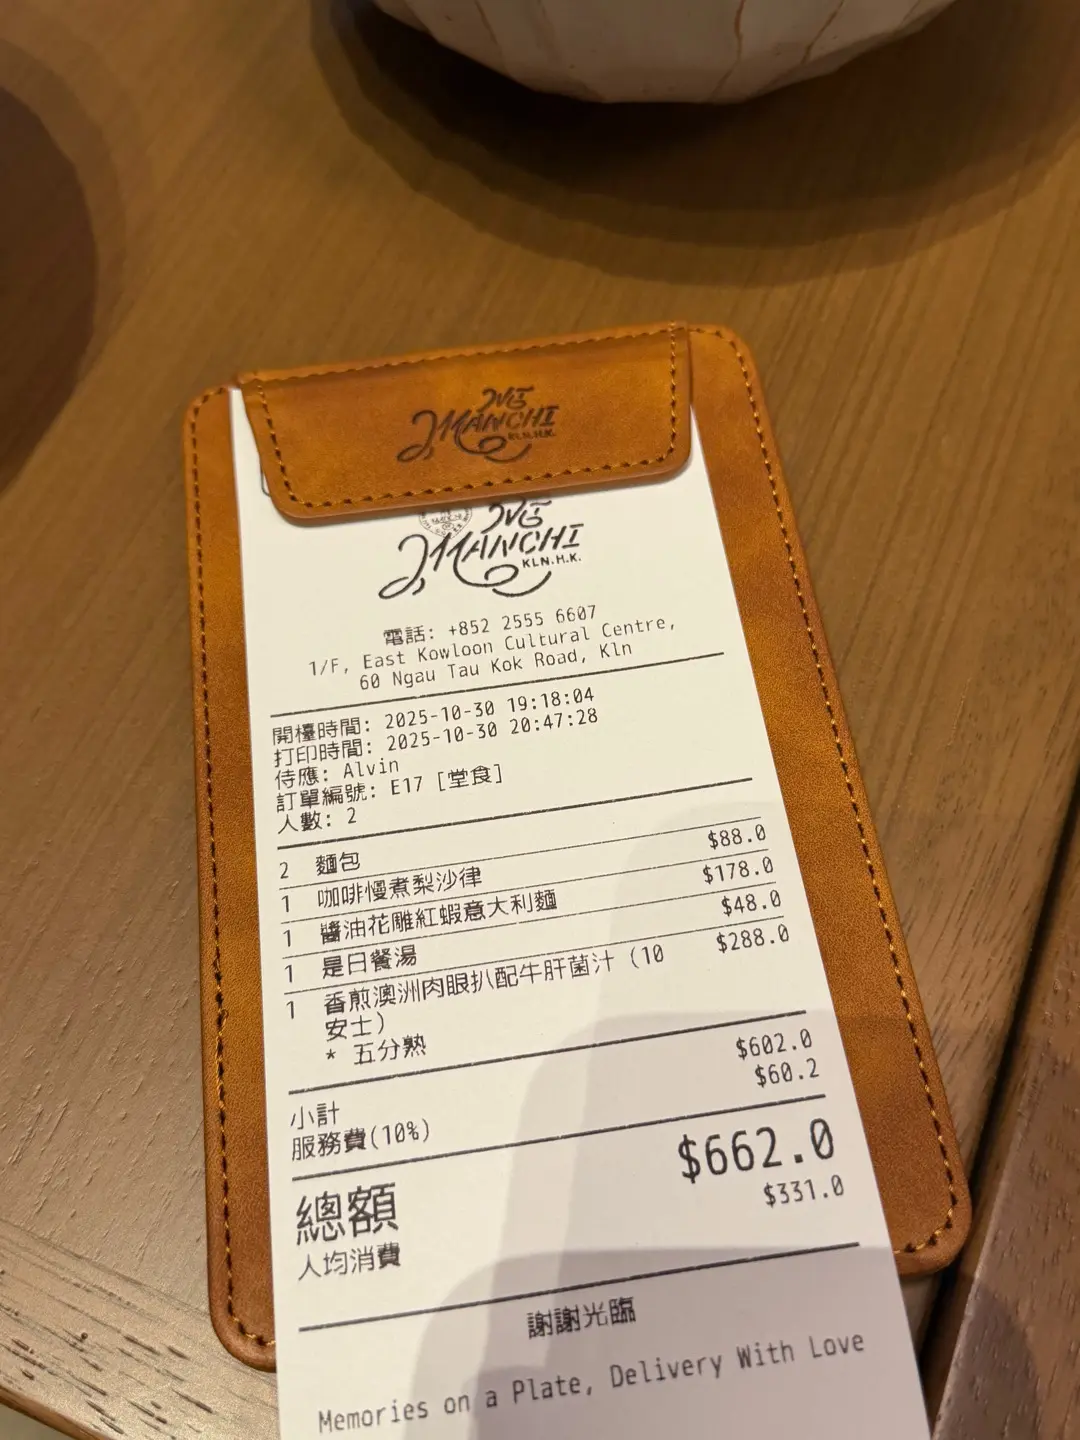 MANCHI
KLN.H.K.
MANCHI
KLN.H.K.
電話: +852 2555 6607
1/F, East Kowloon Cultural Centre,
60 Ngau Tau Kok Road, Kln
開檯時間: 2025-10-30 19:18:04
打印時間: 2025-10-30 20:47:28
侍應: Alvin
訂單編號: E17 [堂食]
人數: 2
2 麵包
1 咖啡慢煮梨沙律 $88.0
1 醬油花雕紅蝦意大利麵 $178.0
1 是日餐湯 $48.0
1 香煎澳洲肉眼扒配牛肝菌汁 (10 $288.0
安士)
* 五分熟
小計 $602.0
服務費(10%) $60.2
總額 $662.0
人均消費 $331.0
謝謝光臨
Memories on a Plate, Delivery With Love